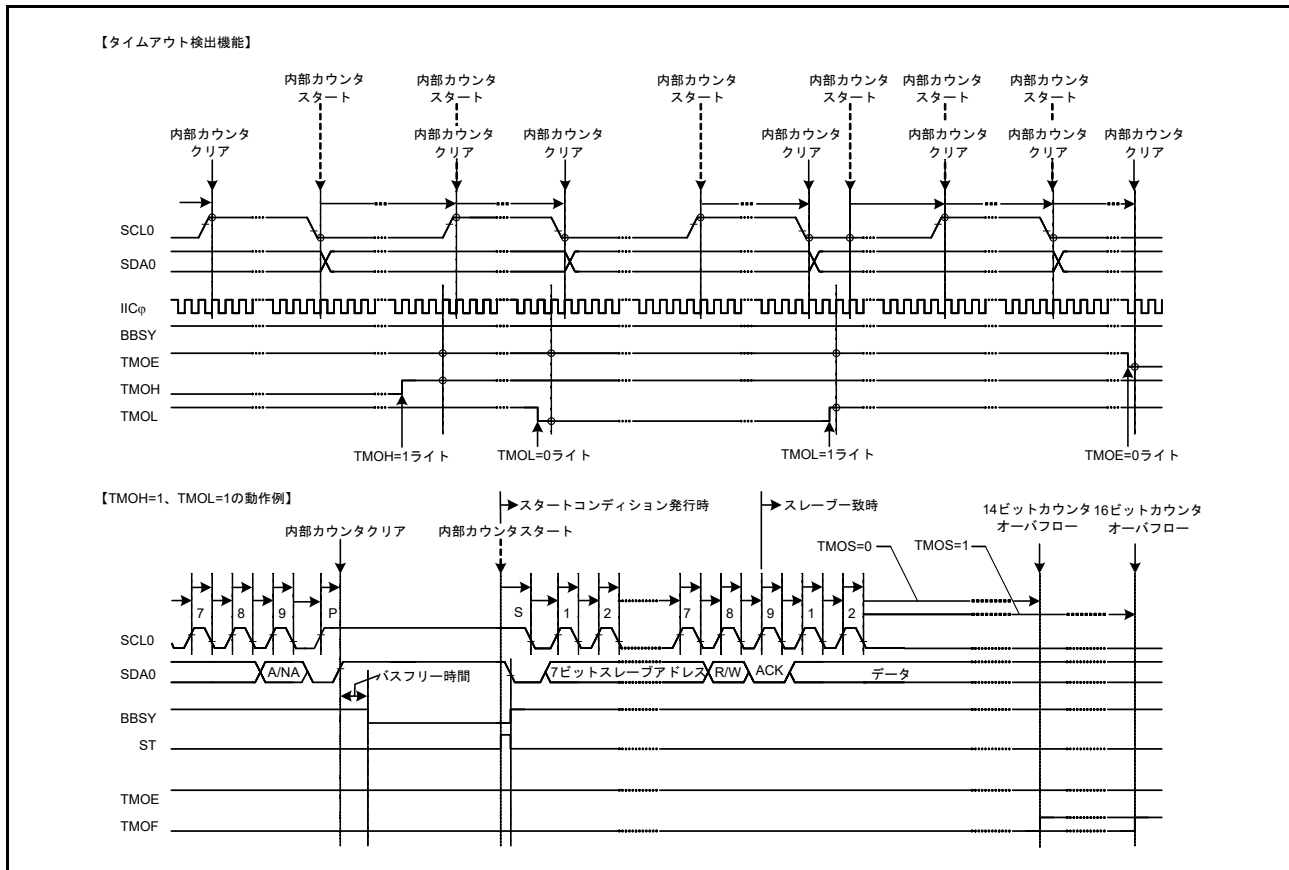 【タイムアウト検出機能】
内部カウンタ
スタート
内部カウンタ
スタート
内部カウンタ
スタート
内部カウンタ
スタート
内部カウンタ
スタート
内部カウンタ
スタート
内部カウンタ
クリア
内部カウンタ
クリア
内部カウンタ
クリア
内部カウンタ
クリア
内部カウンタ
クリア
内部カウンタ
クリア
内部カウンタ
クリア
SCL0
SDA0
IICφ
BBSY
TMOE
TMOH
TMOL
TMOH=1ライト
TMOL=0ライト
TMOL=1ライト
TMOE=0ライト
【TMOH=1、TMOL=1の動作例】
スタートコンディション発行時
スレーブ一致時
14ビットカウンタ
オーバフロー
16ビットカウンタ
オーバフロー
内部カウンタクリア
内部カウンタスタート
TMOS=0
TMOS=1
7 8 9 P S 1 2 7 8 9 1 2
SCL0
SDA0 A/NA バスフリー時間 7ビットスレーブアドレス R/W ACK データ
BBSY
ST
TMOE
TMOF